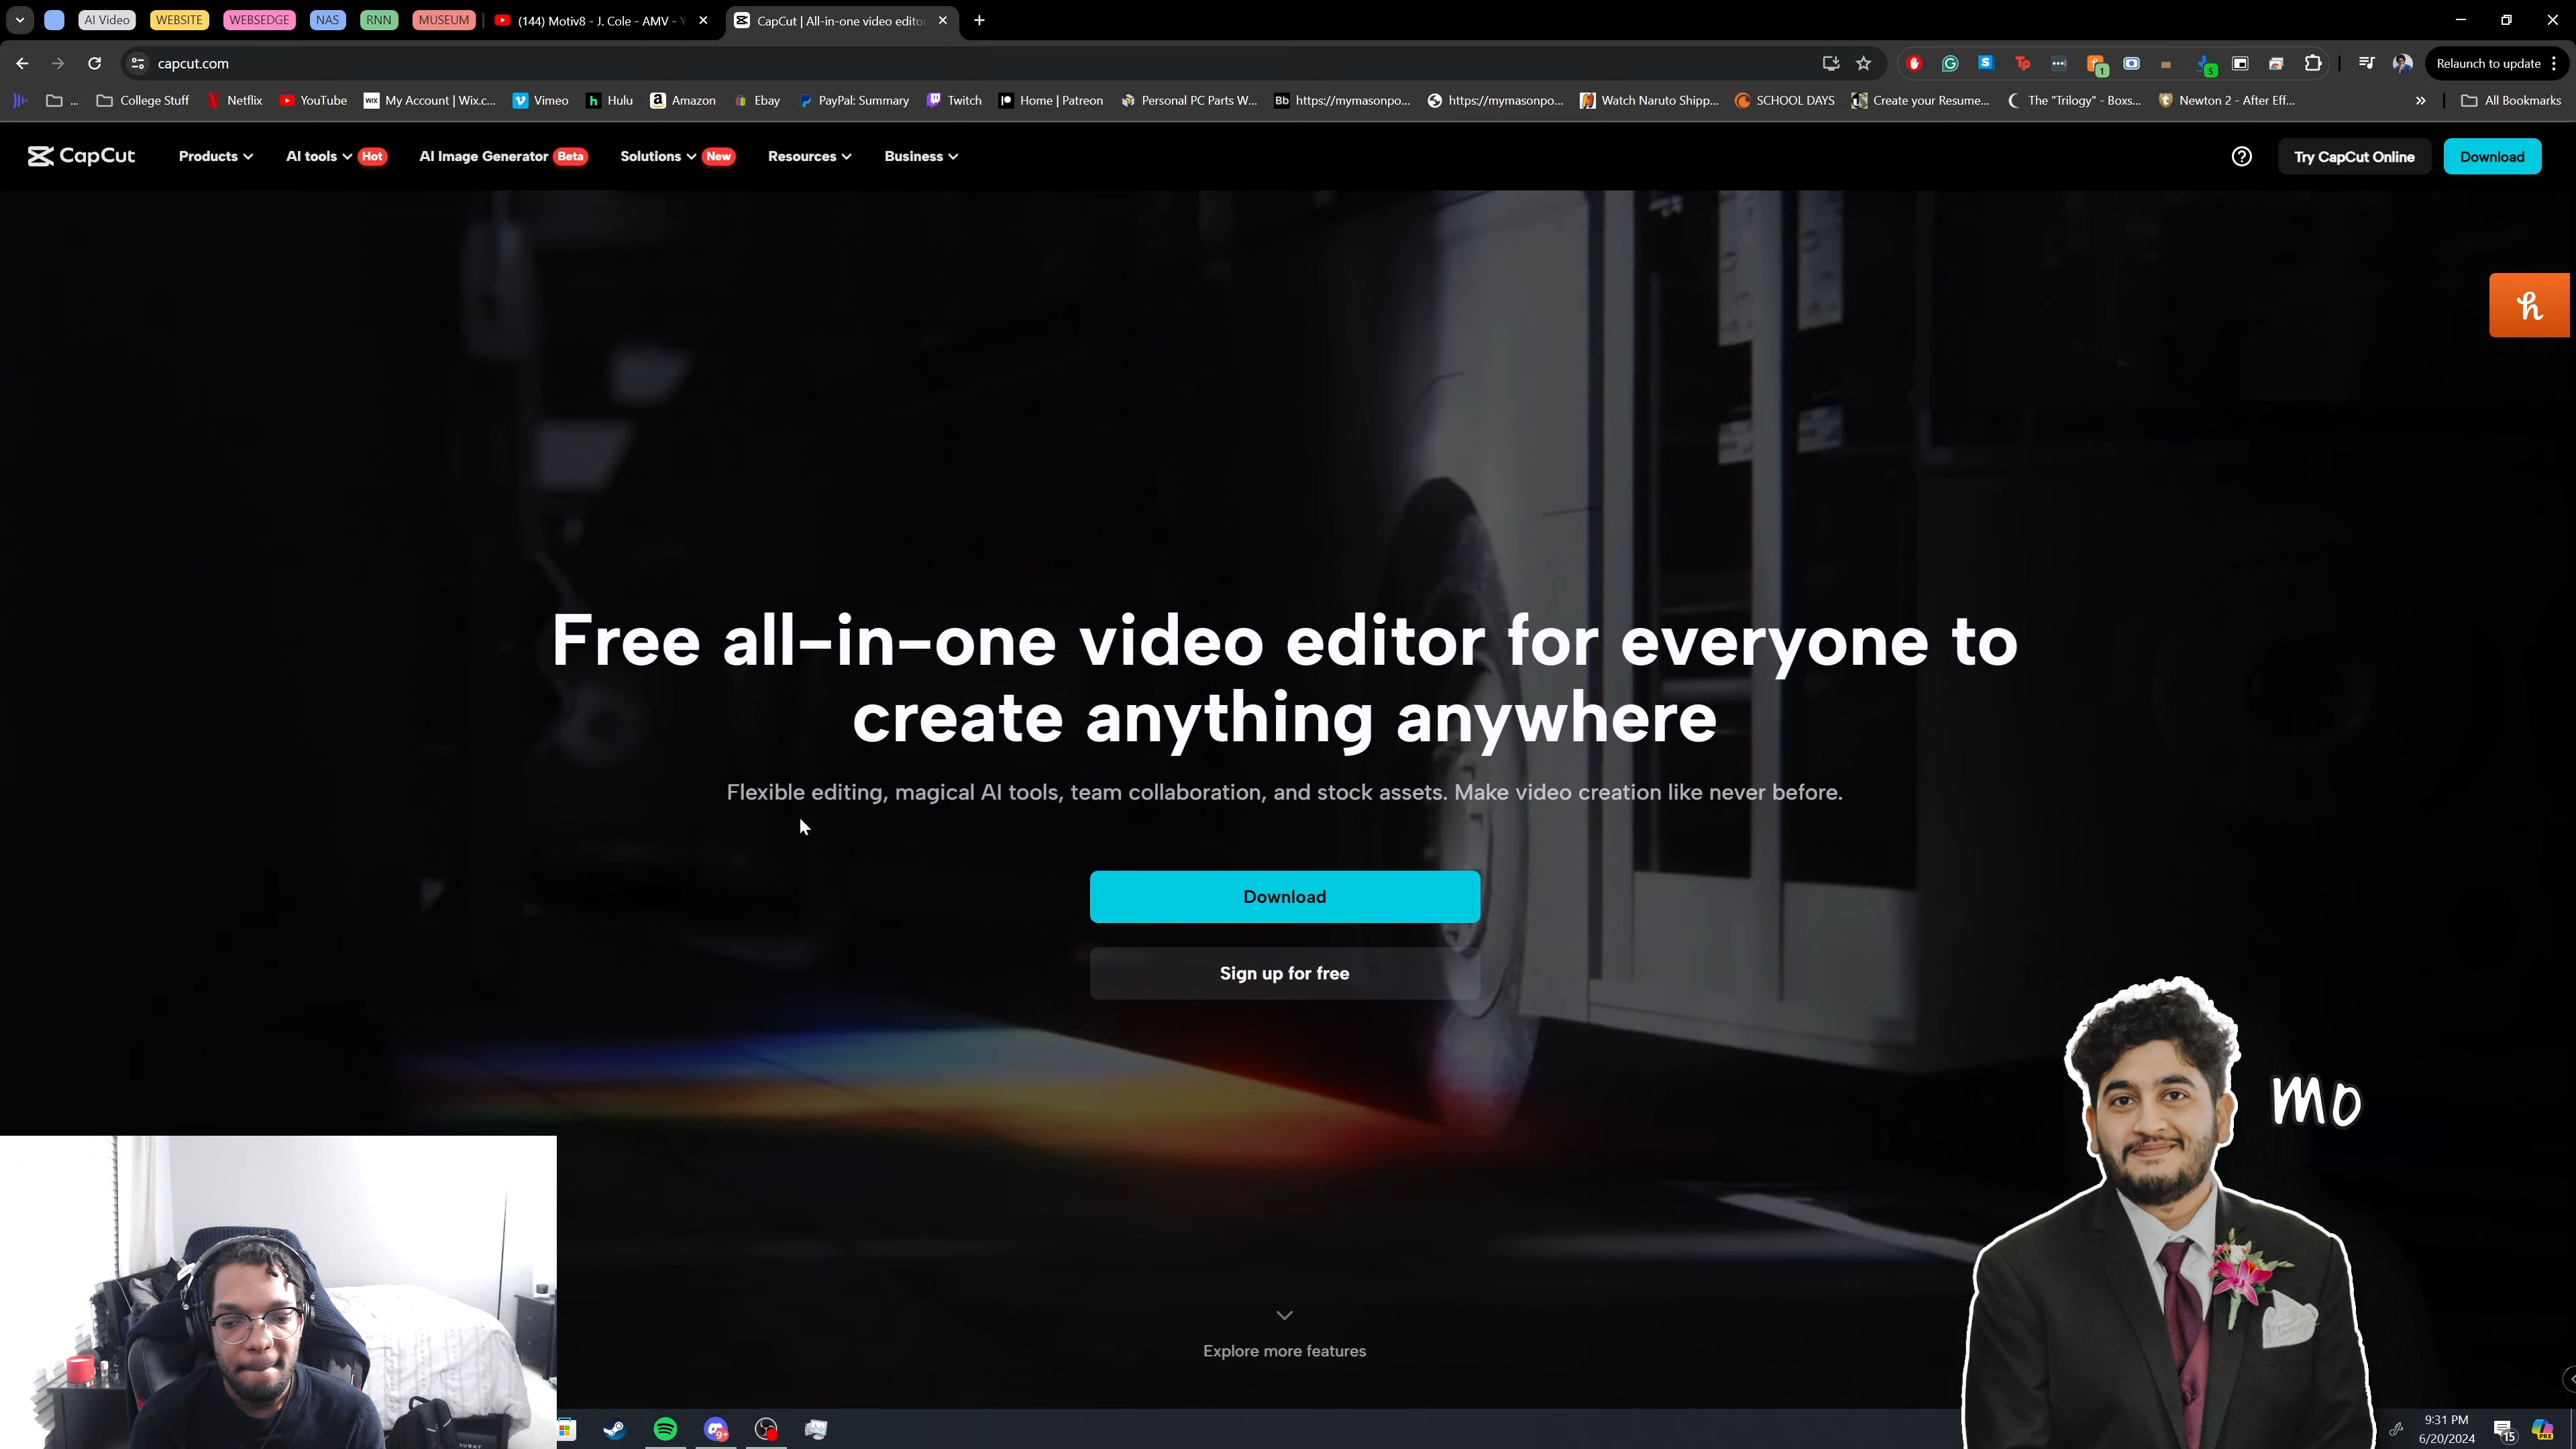 AI Video
WEBSITE
WEBSEDGE
NAS
RNN
MUSEUM
(144) Motiv8 - J. Cole - AMV - Y
CapCut | All-in-one video edito
capcut.com
Relaunch to update
...
College Stuff
Netflix
YouTube
My Account | Wix.c...
Vimeo
Hulu
Amazon
Ebay
PayPal: Summary
Twitch
Home | Patreon
Personal PC Parts W...
https://mymasonpo...
https://mymasonpo...
Watch Naruto Shipp...
SCHOOL DAYS
Create your Resume...
The "Trilogy" - Boxs...
Newton 2 - After Eff...
All Bookmarks
CapCut
Products
AI tools
Hot
AI Image Generator
Beta
Solutions
New
Resources
Business
Try CapCut Online
Download
Free all-in-one video editor for everyone to
create anything anywhere
Flexible editing, magical AI tools, team collaboration, and stock assets. Make video creation like never before.
Download
Sign up for free
Mo
Explore more features
9:31 PM
6/20/2024
15